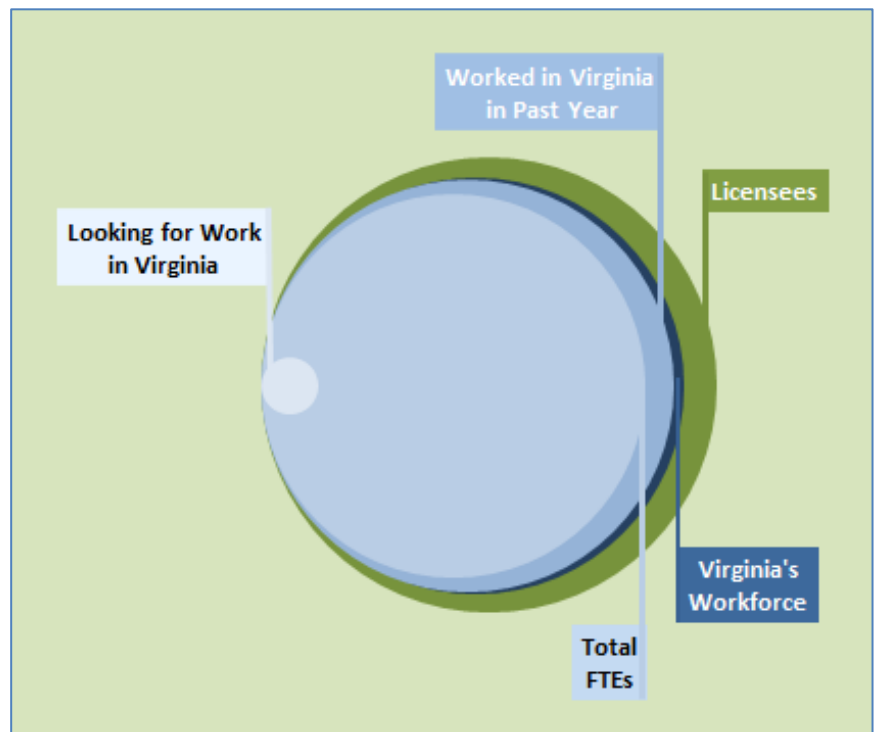 Worked in Virginia
in Past Year
Licensees
Looking for Work
in Virginia
Virginia's
Workforce
Total
FTEs